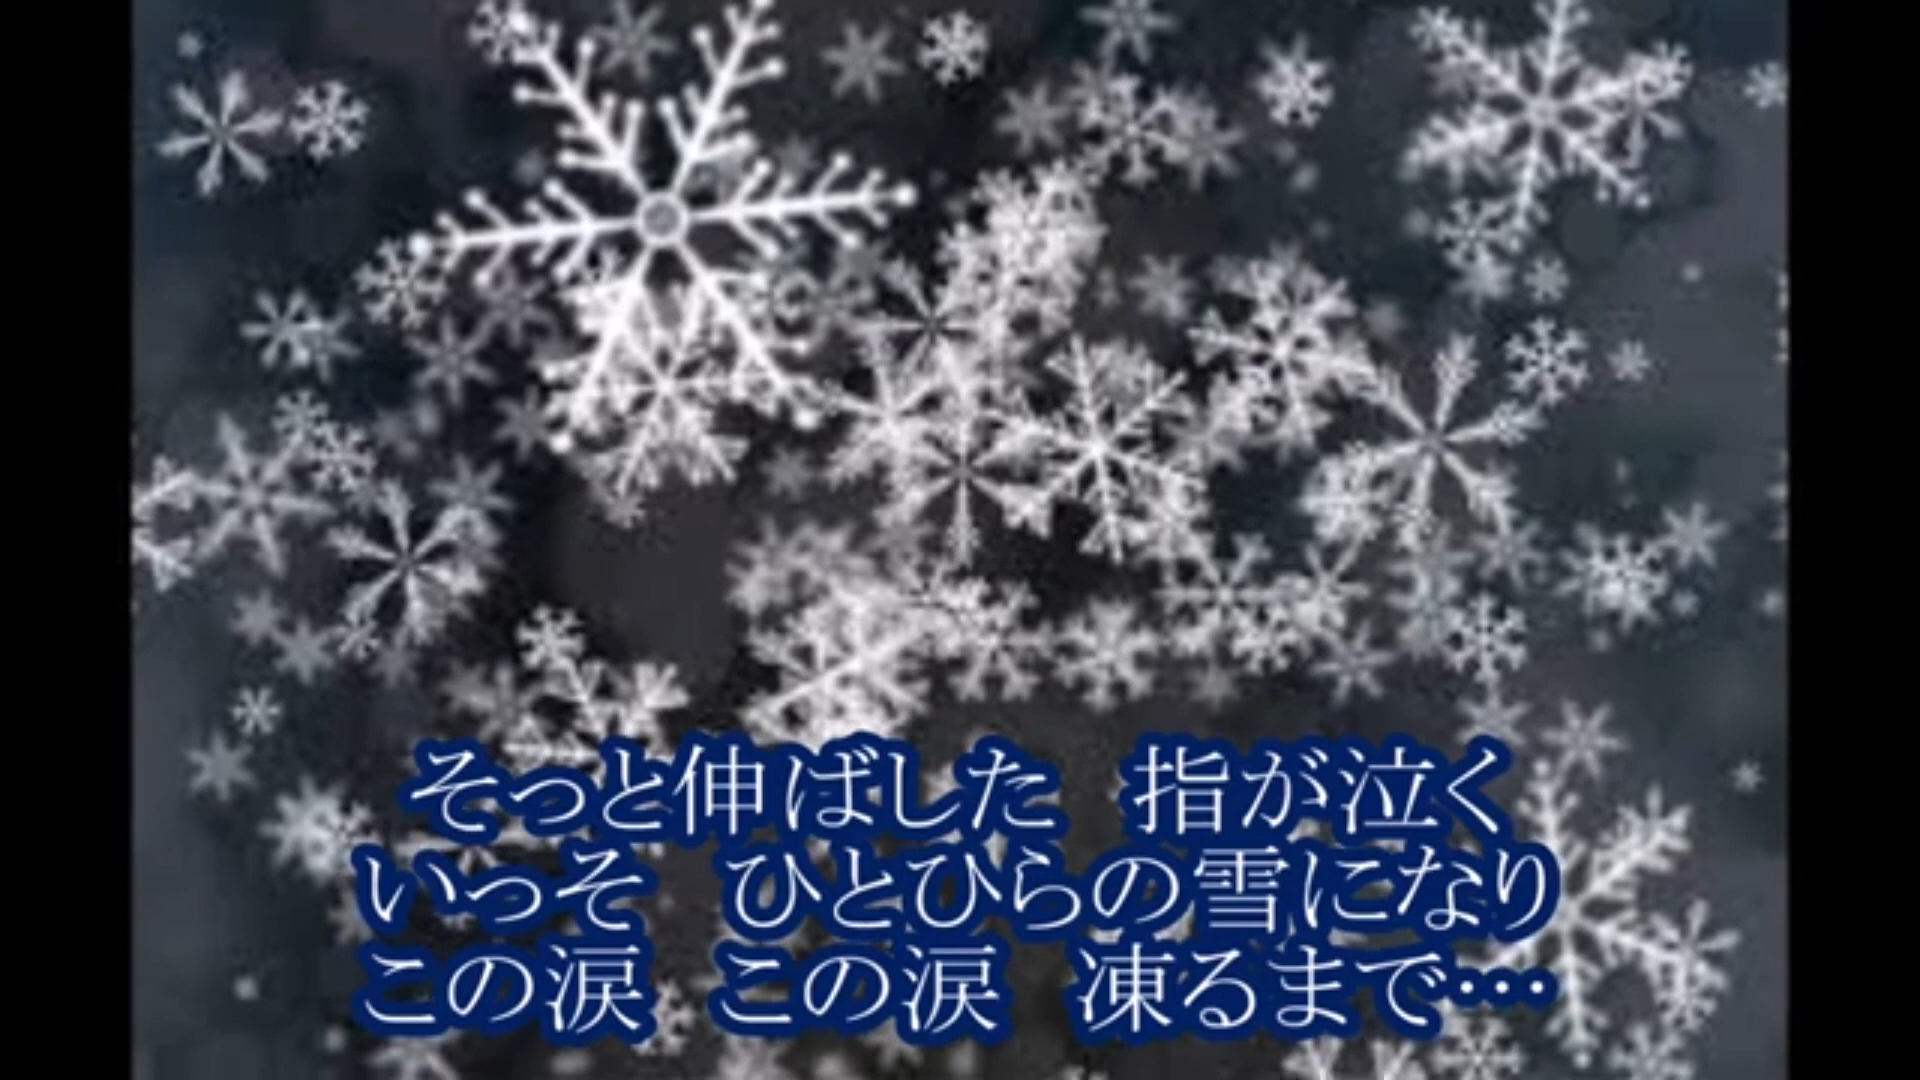 そっと伸ばした　指が泣く
いっそ　ひとひらの雪になり
この涙　この涙　凍るまで…